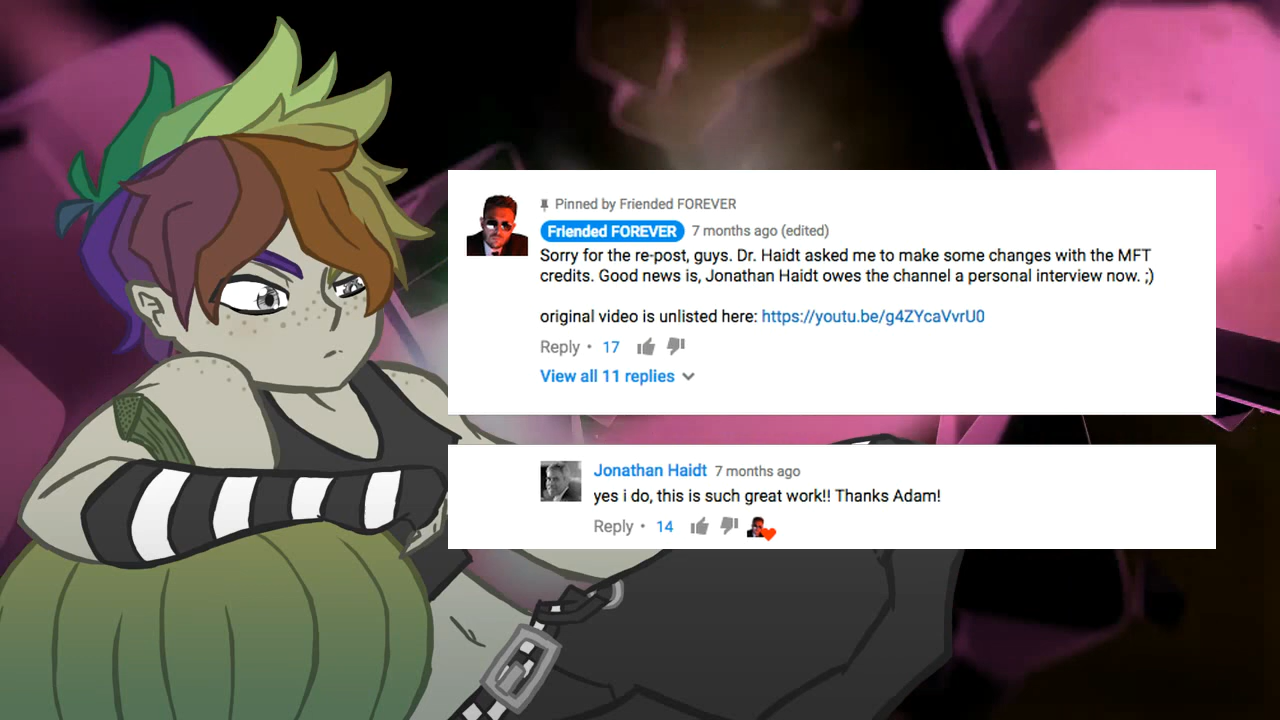 Pinned by Friended FOREVER
Friended FOREVER 7 months ago (edited)
Sorry for the re-post, guys. Dr. Haidt asked me to make some changes with the MFT
credits. Good news is, Jonathan Haidt owes the channel a personal interview now. ;)
original video is unlisted here: https://youtu.be/g4ZYcaVvrU0
Reply • 17
View all 11 replies
Jonathan Haidt 7 months ago
yes i do, this is such great work!! Thanks Adam!
Reply • 14